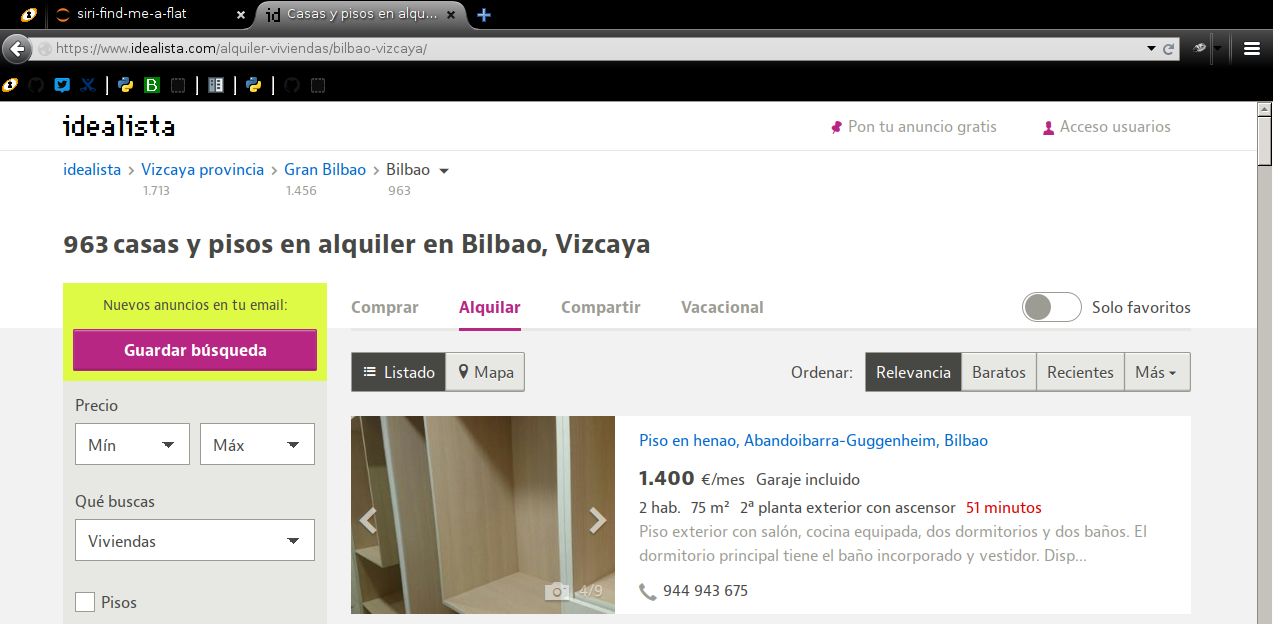 siri-find-me-a-flat × id Casas y pisos en alqu... ×
https://www.idealista.com/alquiler-viviendas/bilbao-vizcaya/
B
idealista
Pon tu anuncio gratis Acceso usuarios
idealista > Vizcaya provincia > Gran Bilbao > Bilbao
1.713 1.456 963
963 casas y pisos en alquiler en Bilbao, Vizcaya
Nuevos anuncios en tu email:
Guardar búsqueda
Comprar Alquilar Compartir Vacacional Solo favoritos
Listado Mapa Ordenar: Relevancia Baratos Recientes Más
Precio
Mín Máx
Qué buscas
Viviendas
Pisos
4/9
Piso en henao, Abandoibarra-Guggenheim, Bilbao
1.400 €/mes Garaje incluido
2 hab. 75 m² 2ª planta exterior con ascensor 51 minutos
Piso exterior con salón, cocina equipada, dos dormitorios y dos baños. El
dormitorio principal tiene el baño incorporado y vestidor. Disp...
944 943 675